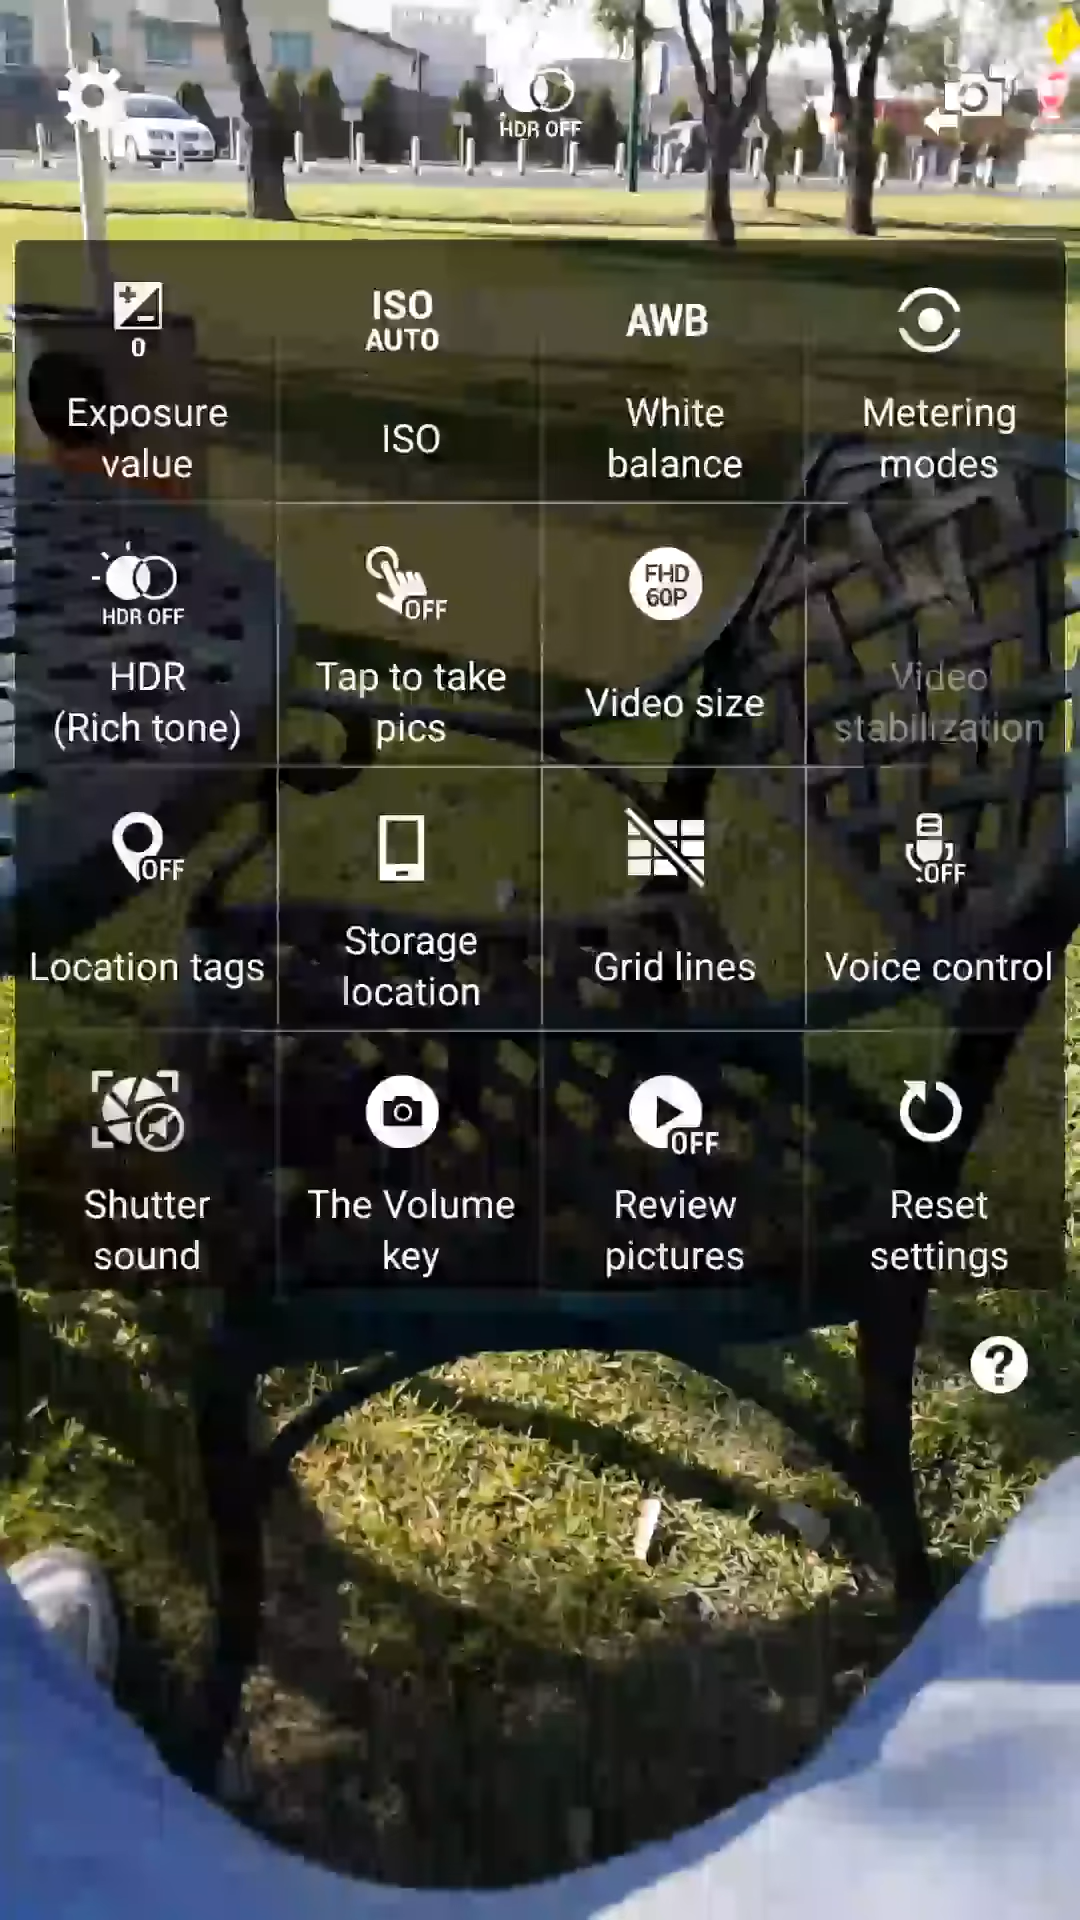 HDR OFF
0
Exposure
value
ISO
AUTO
ISO
AWB
White
balance
Metering
modes
HDR OFF
HDR
(Rich tone)
OFF
Tap to take
pics
FHD
60P
Video size
Video
stabilization
OFF
Location tags
Storage
location
Grid lines
OFF
Voice control
Shutter
sound
The Volume
key
OFF
Review
pictures
Reset
settings
?